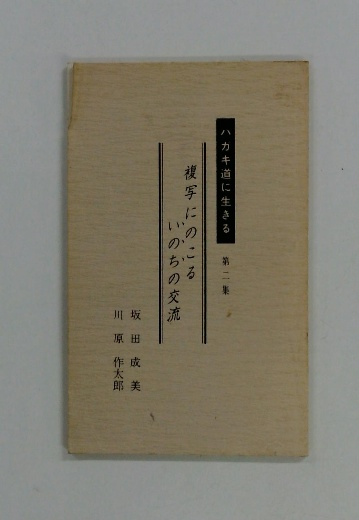 ハカキ道に生きる
第二集
複写にのこる
いのちの交流
坂田成美
川原作太郎